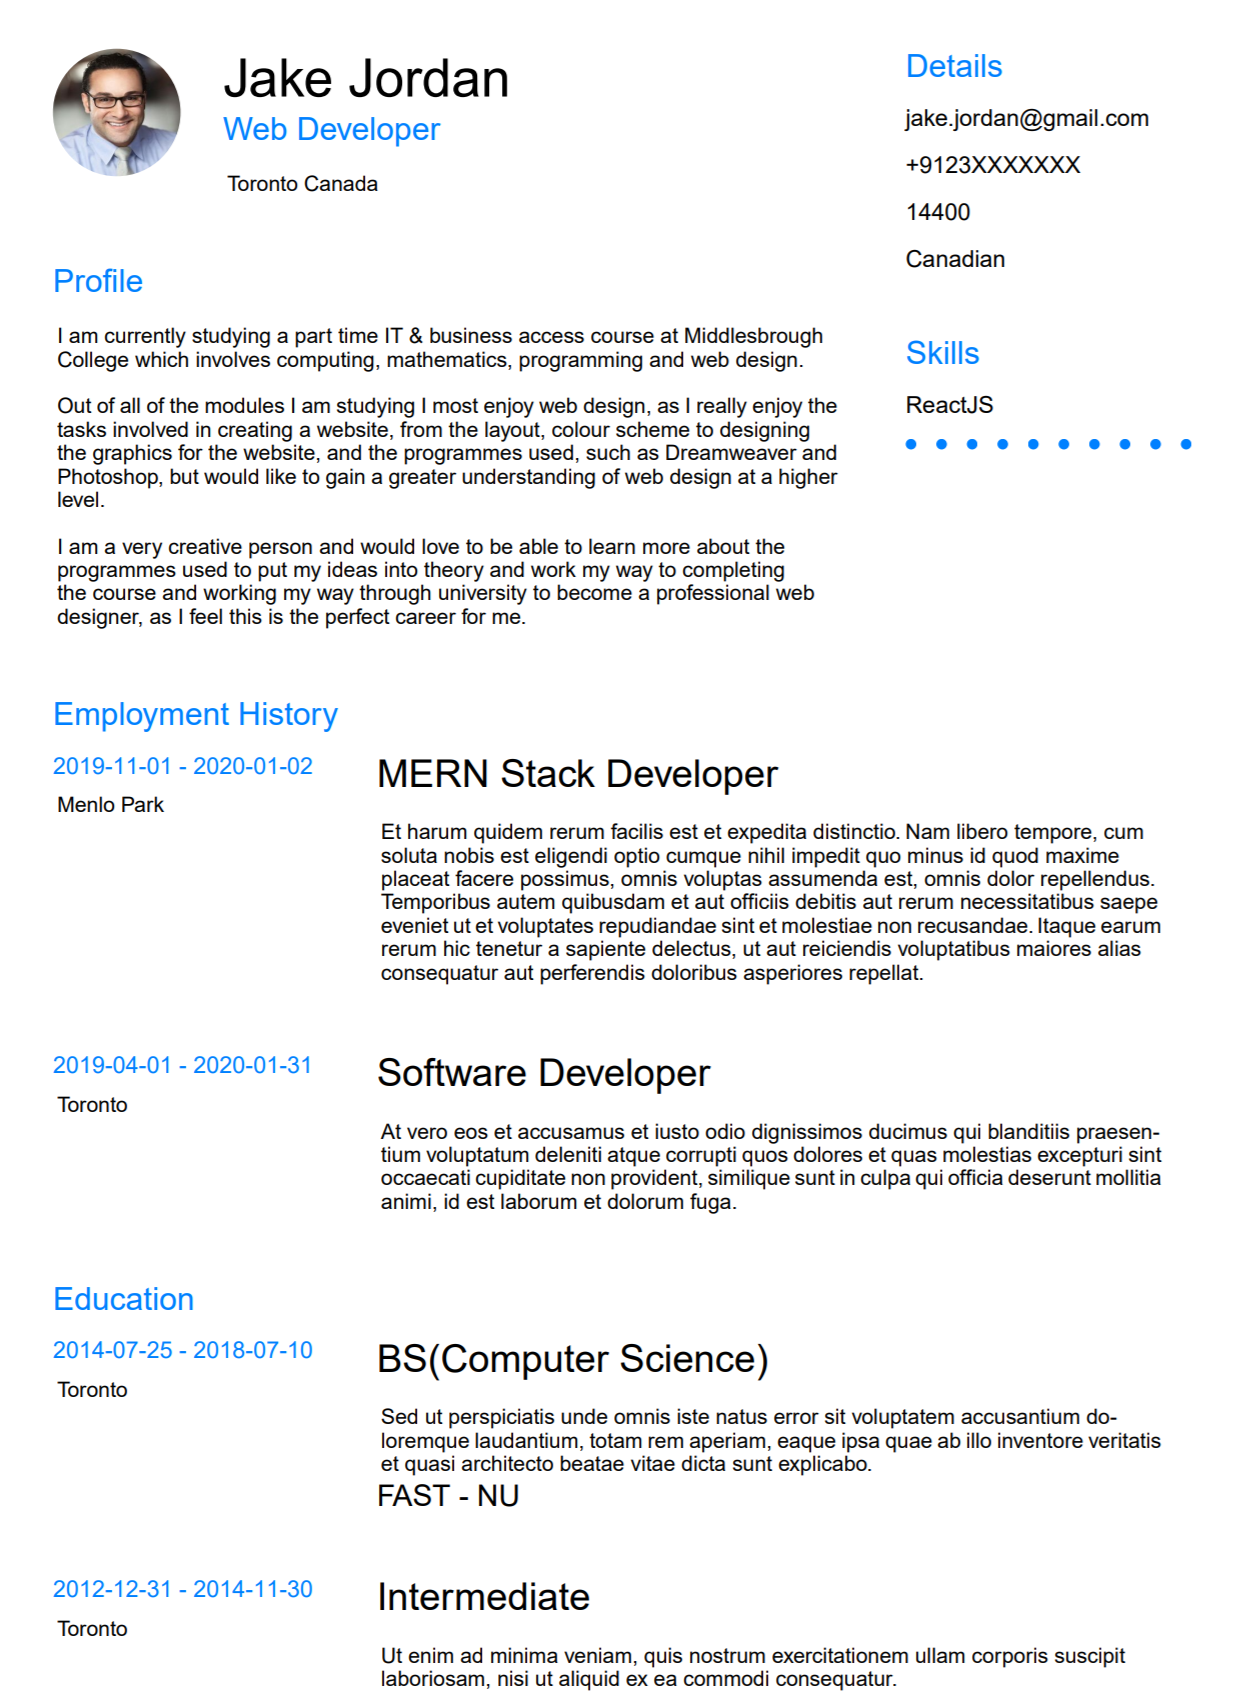 Jake Jordan
Web Developer
Toronto Canada
Details
jake.jordan@gmail.com
+9123XXXXXXX
14400
Canadian
Skills
ReactJS
Profile
I am currently studying a part time IT & business access course at Middlesbrough
College which involves computing, mathematics, programming and web design.
Out of all of the modules I am studying I most enjoy web design, as I really enjoy the
tasks involved in creating a website, from the layout, colour scheme to designing
the graphics for the website, and the programmes used, such as Dreamweaver and
Photoshop, but would like to gain a greater understanding of web design at a higher
level.
I am a very creative person and would love to be able to learn more about the
programmes used to put my ideas into theory and work my way to completing
the course and working my way through university to become a professional web
designer, as I feel this is the perfect career for me.
Employment History
2019-11-01 - 2020-01-02
Menlo Park
MERN Stack Developer
Et harum quidem rerum facilis est et expedita distinctio. Nam libero tempore, cum
soluta nobis est eligendi optio cumque nihil impedit quo minus id quod maxime
placeat facere possimus, omnis voluptas assumenda est, omnis dolor repellendus.
Temporibus autem quibusdam et aut officiis debitis aut rerum necessitatibus saepe
eveniet ut et voluptates repudiandae sint et molestiae non recusandae. Itaque earum
rerum hic tenetur a sapiente delectus, ut aut reiciendis voluptatibus maiores alias
consequatur aut perferendis doloribus asperiores repellat.
2019-04-01 - 2020-01-31
Toronto
Software Developer
At vero eos et accusamus et iusto odio dignissimos ducimus qui blanditiis praesen-
tium voluptatum deleniti atque corrupti quos dolores et quas molestias excepturi sint
occaecati cupiditate non provident, similique sunt in culpa qui officia deserunt mollitia
animi, id est laborum et dolorum fuga.
Education
2014-07-25 - 2018-07-10
Toronto
BS(Computer Science)
Sed ut perspiciatis unde omnis iste natus error sit voluptatem accusantium do-
loremque laudantium, totam rem aperiam, eaque ipsa quae ab illo inventore veritatis
et quasi architecto beatae vitae dicta sunt explicabo.
FAST - NU
2012-12-31 - 2014-11-30
Toronto
Intermediate
Ut enim ad minima veniam, quis nostrum exercitationem ullam corporis suscipit
laboriosam, nisi ut aliquid ex ea commodi consequatur.